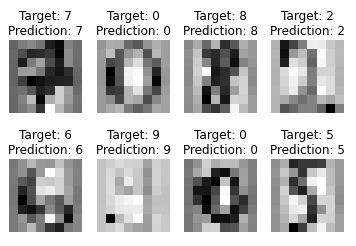 Target: 7
Prediction: 7
Target: 0
Prediction: 0
Target: 8
Prediction: 8
Target: 2
Prediction: 2
Target: 6
Prediction: 6
Target: 9
Prediction: 9
Target: 0
Prediction: 0
Target: 5
Prediction: 5